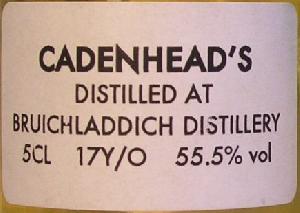 CADENHEAD'S
DISTILLED AT
BRUICHLADDICH DISTILLERY
5CL 17Y/O 55.5% vol